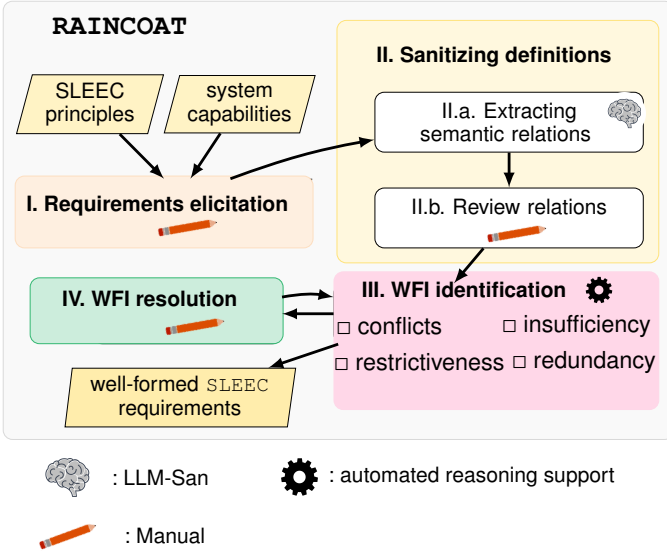 RAINCOAT
II. Sanitizing definitions
SLEEC
principles
system
capabilities
II.a. Extracting
semantic relations
I. Requirements elicitation
II.b. Review relations
IV. WFI resolution
III. WFI identification
□ conflicts
□ insufficiency
□ restrictiveness
□ redundancy
well-formed SLEEC
requirements
: LLM-San
: automated reasoning support
: Manual